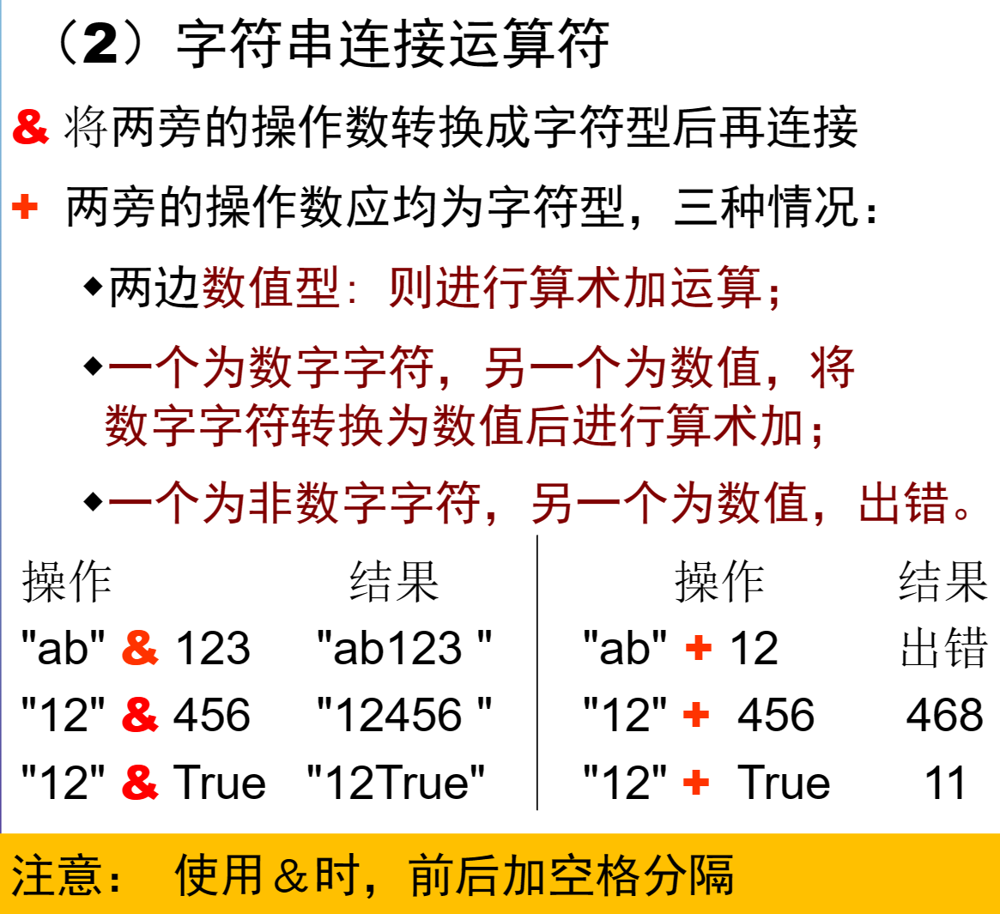 （2）字符串连接运算符
& 将两旁的操作数转换成字符型后再连接
+ 两旁的操作数应均为字符型，三种情况：
◆两边数值型：则进行算术加运算；
◆一个为数字字符，另一个为数值，将
数字字符转换为数值后进行算术加；
◆一个为非数字字符，另一个为数值，出错。
操作 结果 操作 结果
"ab" & 123 "ab123 " "ab" + 12 出错
"12" & 456 "12456 " "12" + 456 468
"12" & True "12True" "12" + True 11
注意： 使用＆时，前后加空格分隔